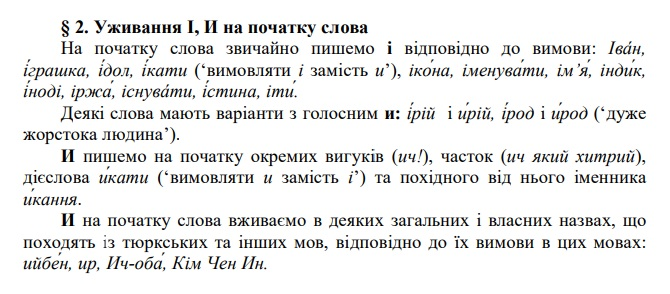 § 2. Уживання І, И на початку слова
На початку слова звичайно пишемо і відповідно до вимови: Іва́н,
і́грашка, і́дол, і́кати (‘вимовляти і замість и’), іко́на, іменува́ти, ім’я́, інди́к,
і́ноді, іржа́, існува́ти, і́стина, іти́.
Деякі слова мають варіанти з голосним и: і́рій і и́рій, і́род і и́род (‘дуже
жорстока людина’).
И пишемо на початку окремих вигуків (ич!), часток (ич який хитрий),
дієслова и́кати (‘вимовляти и замість і’) та похідного від нього іменника
и́кання.
И на початку слова вживаємо в деяких загальних і власних назвах, що
походять із тюркських та інших мов, відповідно до їх вимови в цих мовах:
ийбе́н, ир, Ич-оба́, Кім Чен Ин.